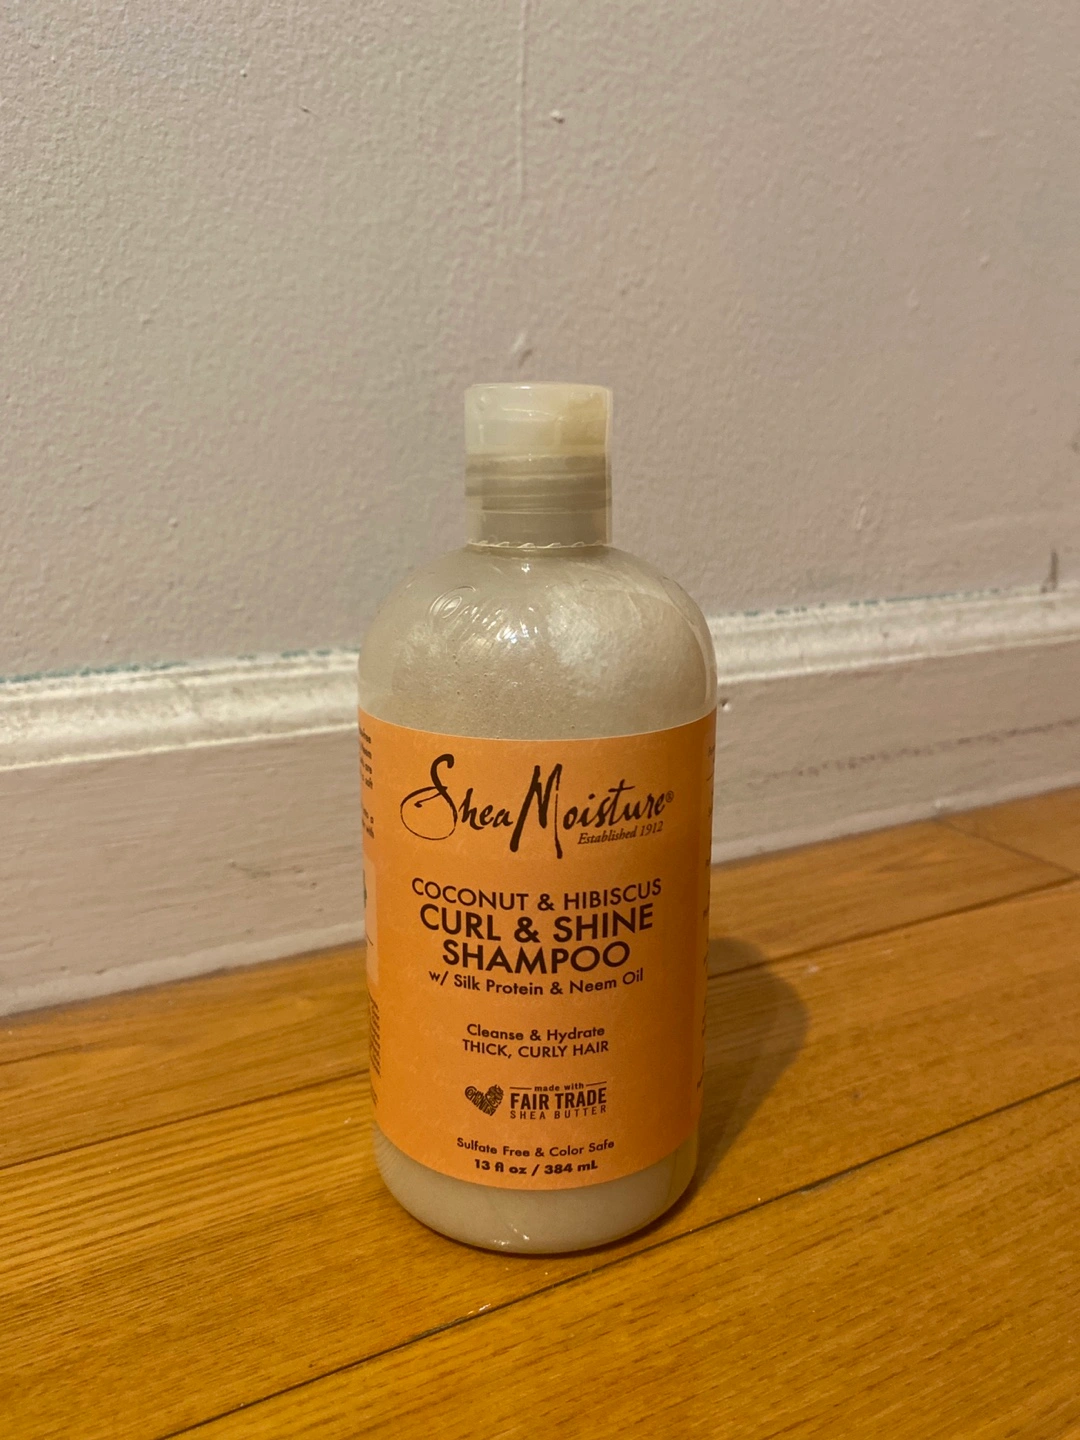 SheaMoisture®
Established 1912
COCONUT & HIBISCUS
CURL & SHINE
SHAMPOO
w/ Silk Protein & Neem Oil
Cleanse & Hydrate
THICK, CURLY HAIR
made with
FAIR TRADE
SHEA BUTTER
Sulfate Free & Color Safe
13 fl oz / 384 mL